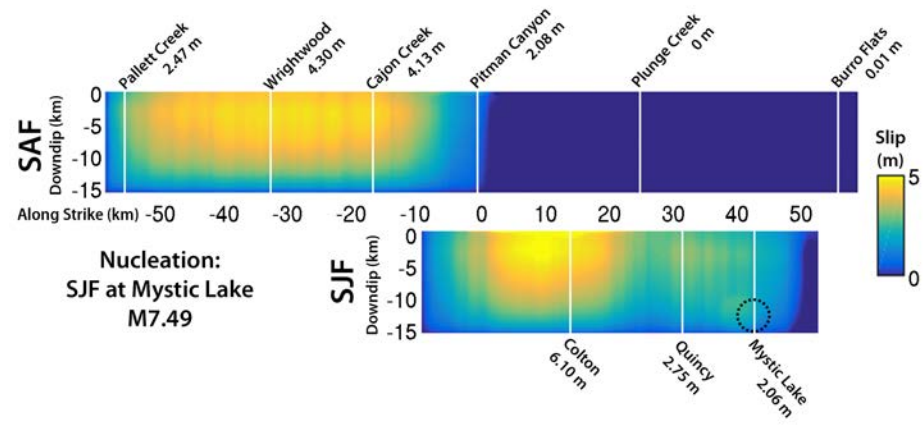 Pallett Creek
2.47 m
Wrightwood
4.30 m
Cajon Creek
4.13 m
Pitman Canyon
2.08 m
Plunge Creek
0 m
Burro Flats
0.01 m
SAF
Downdip (km)
0
-5
-10
-15
Slip
(m)
5
0
Along Strike (km) -50 -40 -30 -20 -10 0 10 20 30 40 50
Nucleation:
SJF at Mystic Lake
M7.49
SJF
Downdip (km)
0
-5
-10
-15
Colton
6.10 m
Quincy
2.75 m
Mystic Lake
2.06 m